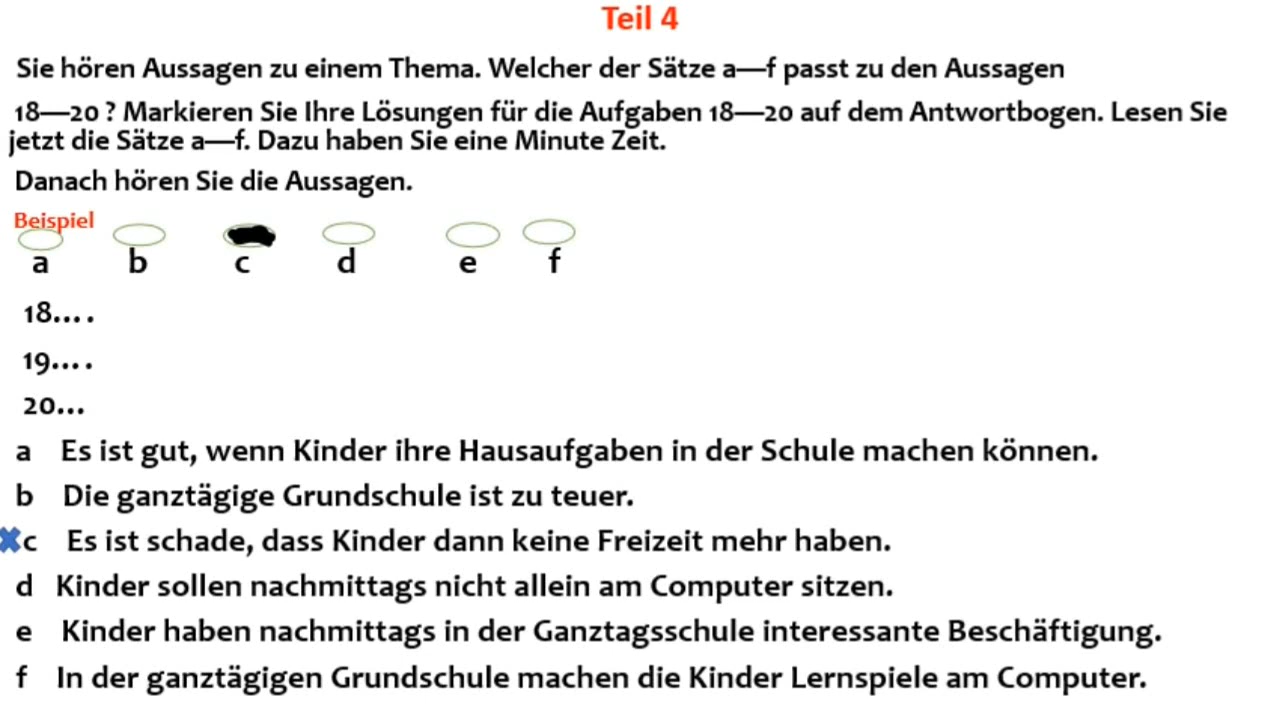 Teil 4
Sie hören Aussagen zu einem Thema. Welcher der Sätze a—f passt zu den Aussagen
18—20 ? Markieren Sie Ihre Lösungen für die Aufgaben 18—20 auf dem Antwortbogen. Lesen Sie
jetzt die Sätze a—f. Dazu haben Sie eine Minute Zeit.
Danach hören Sie die Aussagen.
Beispiel
a b c d e f
18....
19....
20...
a Es ist gut, wenn Kinder ihre Hausaufgaben in der Schule machen können.
b Die ganztägige Grundschule ist zu teuer.
c Es ist schade, dass Kinder dann keine Freizeit mehr haben.
d Kinder sollen nachmittags nicht allein am Computer sitzen.
e Kinder haben nachmittags in der Ganztagsschule interessante Beschäftigung.
f In der ganztägigen Grundschule machen die Kinder Lernspiele am Computer.